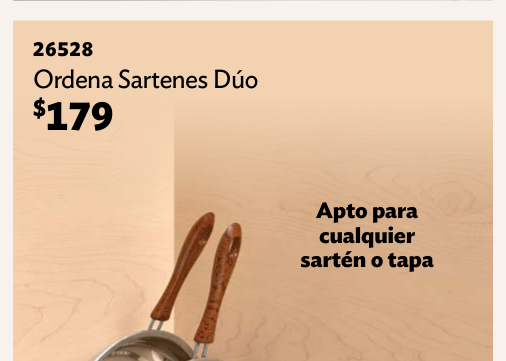 26528
Ordena Sartenes Dúo
$179
Apto para
cualquier
sartén o tapa